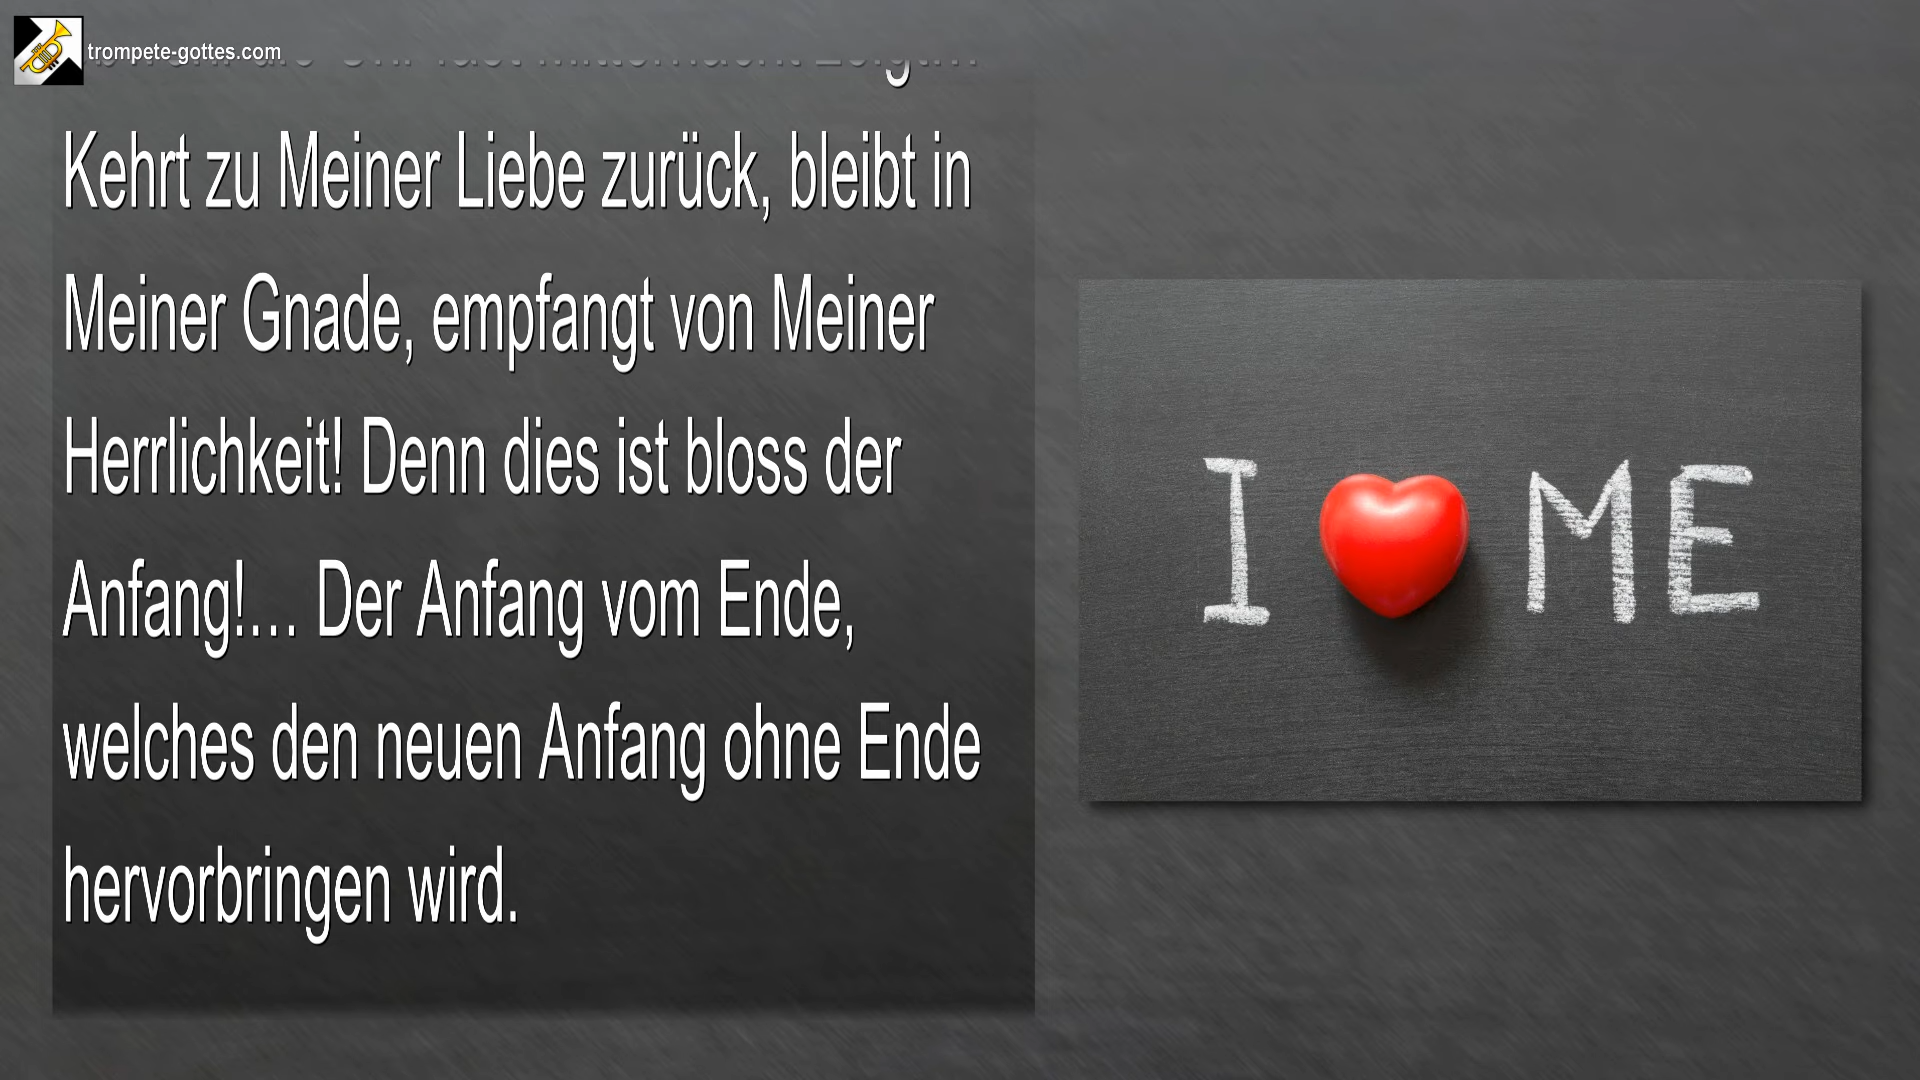 trompete-gottes.com
Kehrt zu Meiner Liebe zurück, bleibt in
Meiner Gnade, empfangt von Meiner
Herrlichkeit! Denn dies ist bloss der
Anfang!… Der Anfang vom Ende,
welches den neuen Anfang ohne Ende
hervorbringen wird.
I ME